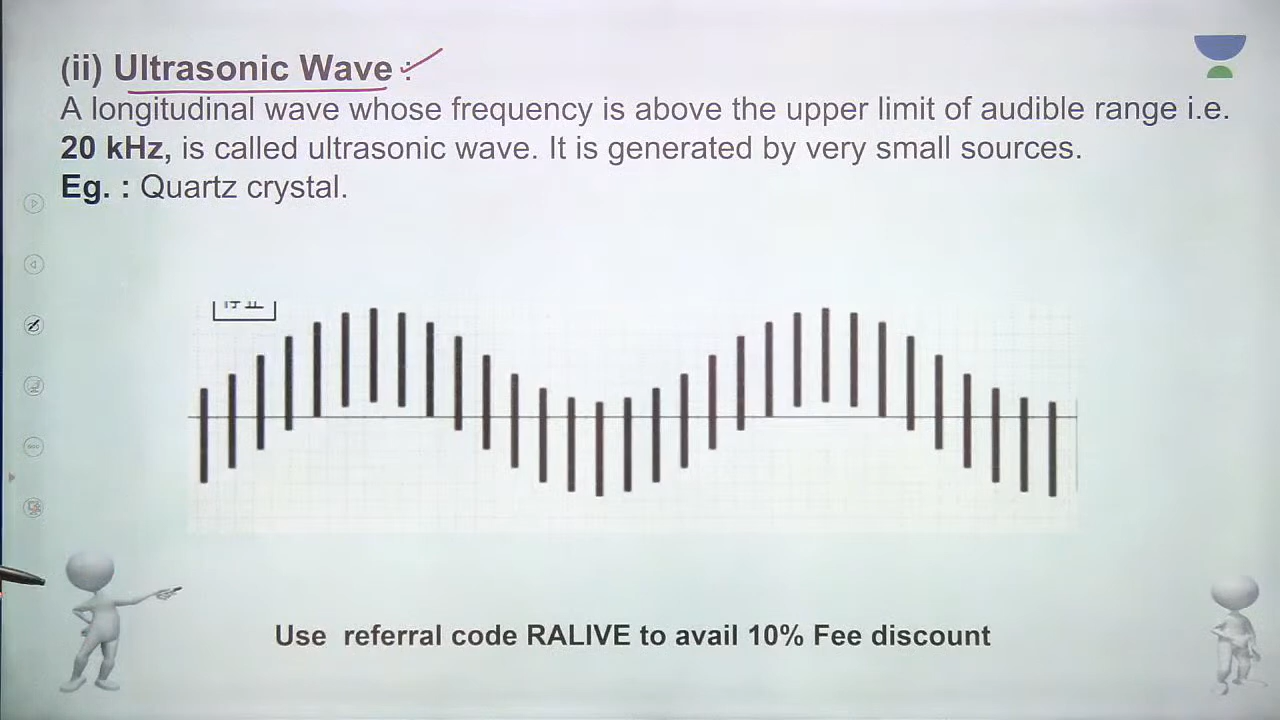 (ii) Ultrasonic Wave :
A longitudinal wave whose frequency is above the upper limit of audible range i.e.
20 kHz, is called ultrasonic wave. It is generated by very small sources.
Eg. : Quartz crystal.
Use referral code RALIVE to avail 10% Fee discount